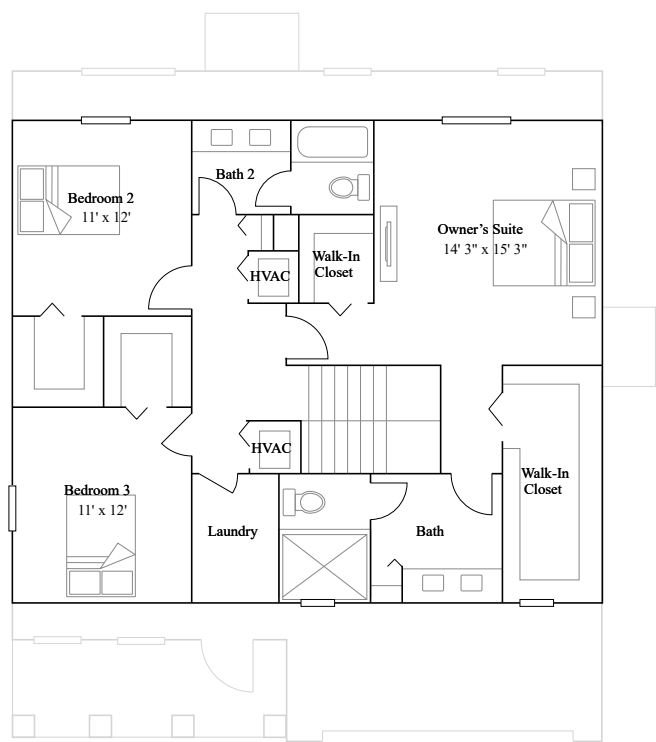 Bath 2
Bedroom 2
11' x 12'
Owner's Suite
14' 3" x 15' 3"
Walk-In
Closet
HVAC
HVAC
Walk-In
Closet
Bedroom 3
11' x 12'
Laundry
Bath